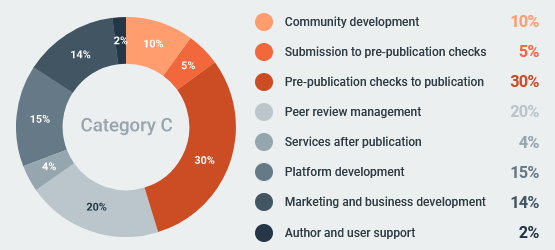 2%
10%
14%
5%
15%
Category C
30%
4%
20%
Community development 10%
Submission to pre-publication checks 5%
Pre-publication checks to publication 30%
Peer review management 20%
Services after publication 4%
Platform development 15%
Marketing and business development 14%
Author and user support 2%